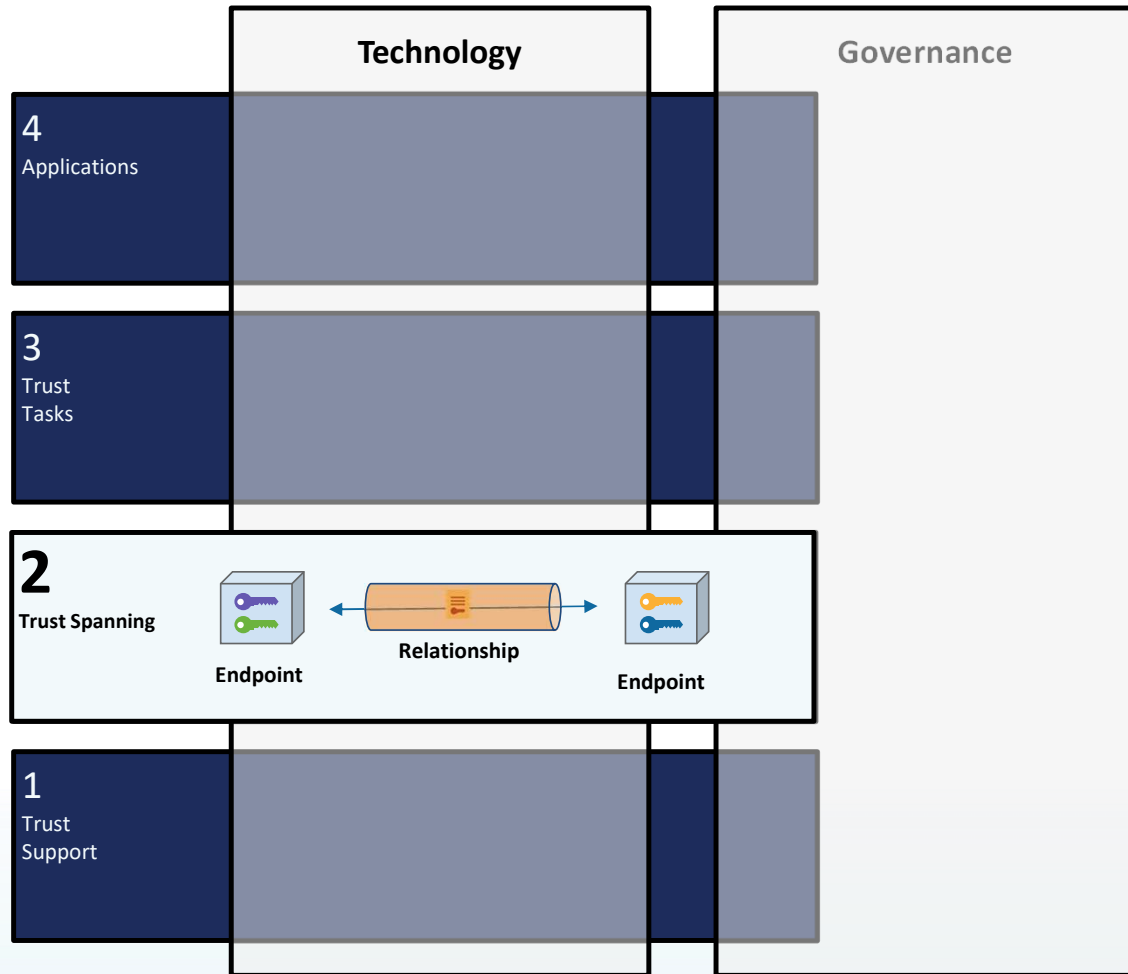 Technology
Governance
4
Applications
3
Trust
Tasks
2
Trust Spanning
Endpoint
Relationship
Endpoint
1
Trust
Support